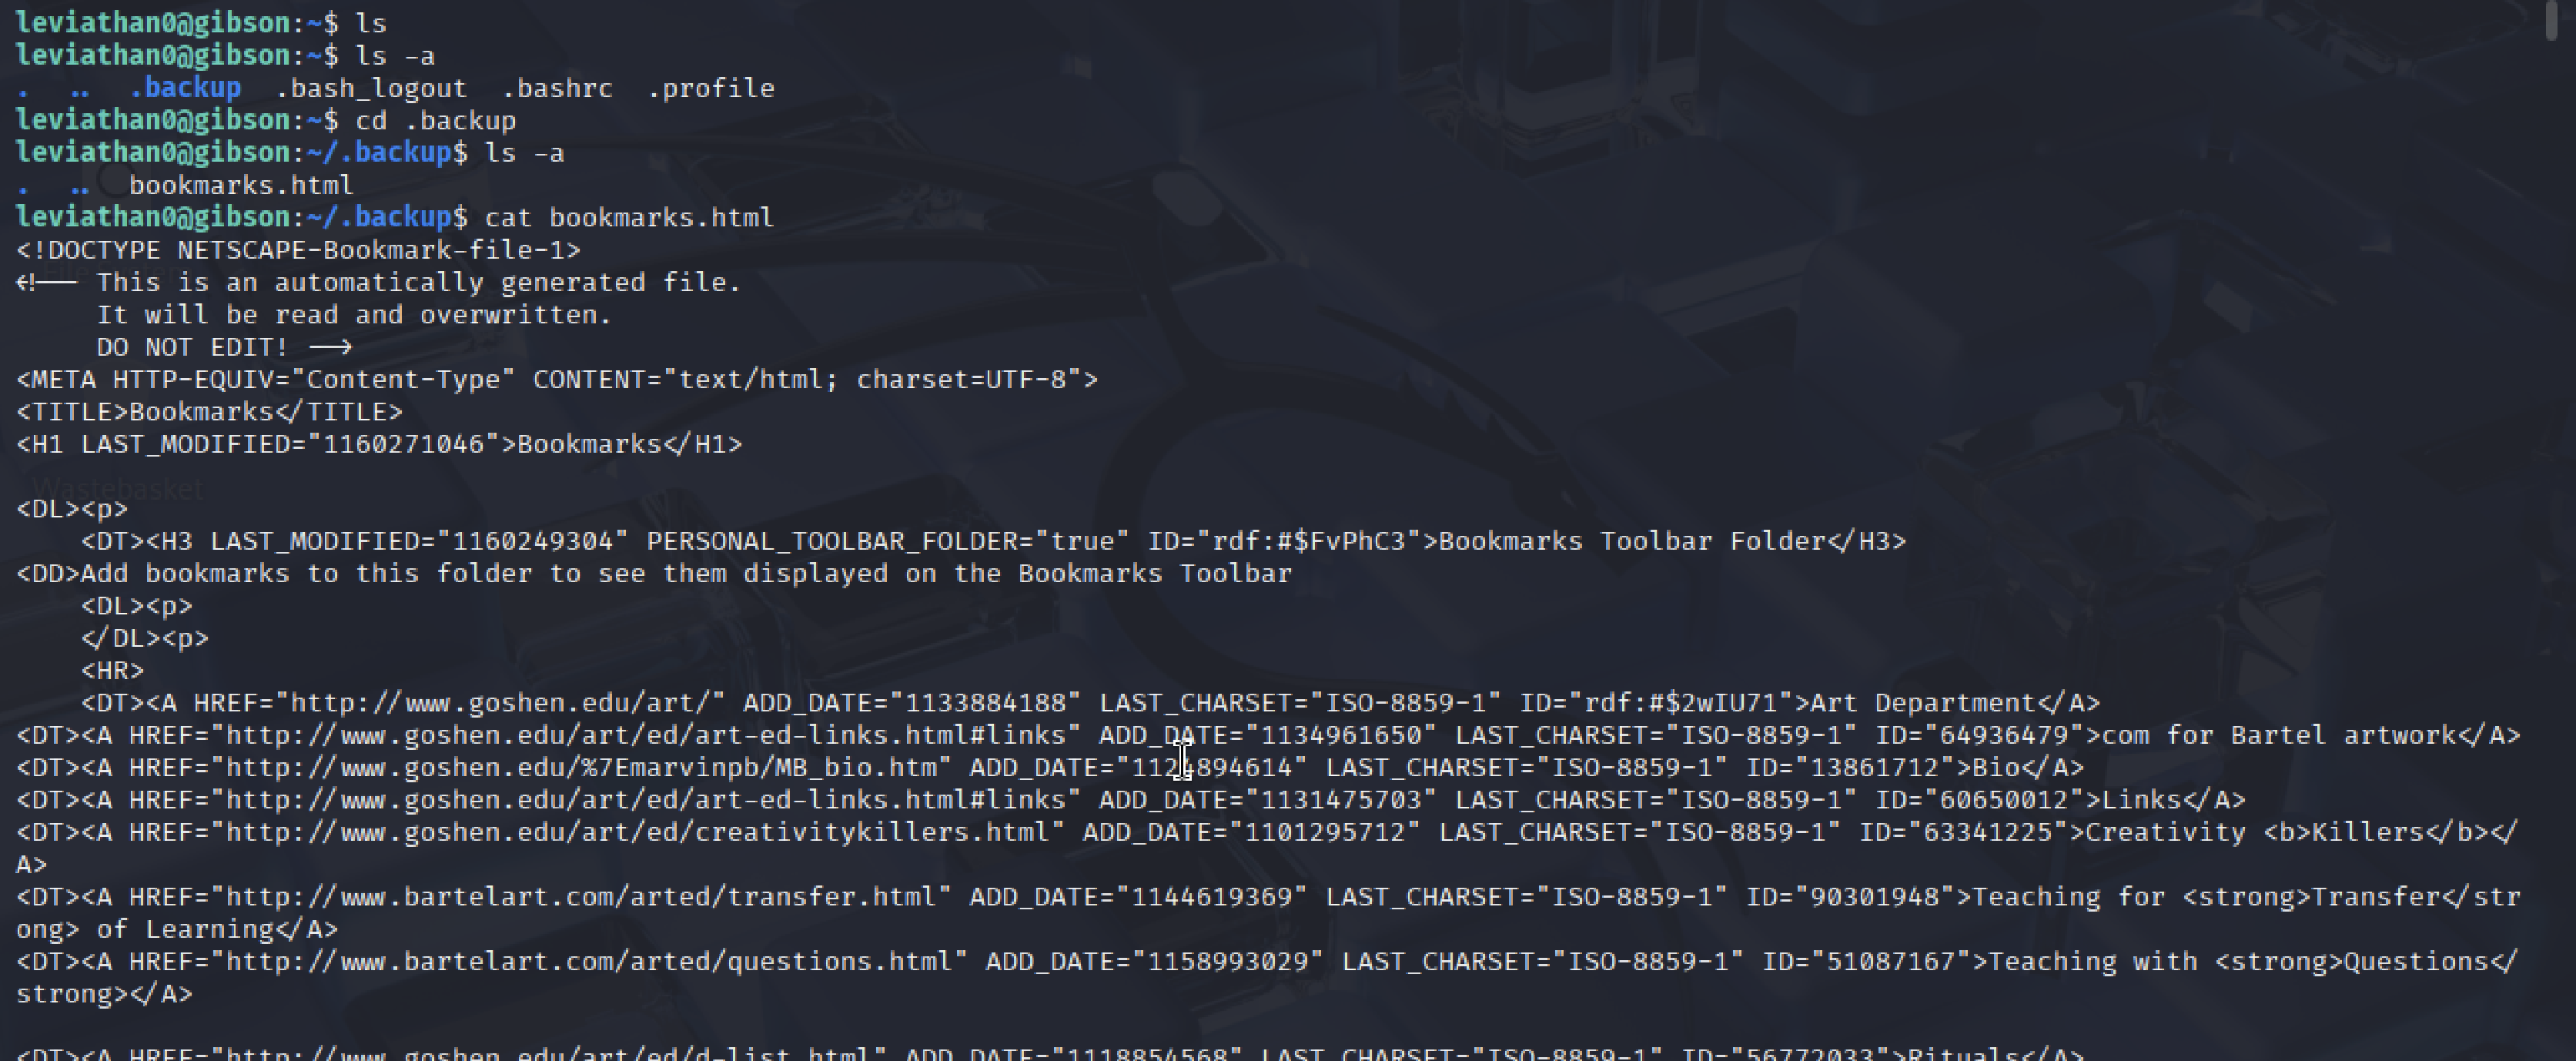 leviathan0@gibson:~$ ls
leviathan0@gibson:~$ ls -a
.  ..  .backup  .bash_logout  .bashrc  .profile
leviathan0@gibson:~$ cd .backup
leviathan0@gibson:~/.backup$ ls -a
.  ..  bookmarks.html
leviathan0@gibson:~/.backup$ cat bookmarks.html
<!DOCTYPE NETSCAPE-Bookmark-file-1>
<!-- This is an automatically generated file.
     It will be read and overwritten.
     DO NOT EDIT! -->
<META HTTP-EQUIV="Content-Type" CONTENT="text/html; charset=UTF-8">
<TITLE>Bookmarks</TITLE>
<H1 LAST_MODIFIED="1160271046">Bookmarks</H1>
Wastebasket
<DL><p>
    <DT><H3 LAST_MODIFIED="1160249304" PERSONAL_TOOLBAR_FOLDER="true" ID="rdf:#$FvPhC3">Bookmarks Toolbar Folder</H3>
<DD>Add bookmarks to this folder to see them displayed on the Bookmarks Toolbar
    <DL><p>
    </DL><p>
    <HR>
    <DT><A HREF="http://www.goshen.edu/art/" ADD_DATE="1133884188" LAST_CHARSET="ISO-8859-1" ID="rdf:#$2wIU71">Art Department</A>
<DT><A HREF="http://www.goshen.edu/art/ed/art-ed-links.html#links" ADD_DATE="1134961650" LAST_CHARSET="ISO-8859-1" ID="64936479">com for Bartel artwork</A>
<DT><A HREF="http://www.goshen.edu/%7Emarvinpb/MB_bio.htm" ADD_DATE="1124894614" LAST_CHARSET="ISO-8859-1" ID="13861712">Bio</A>
<DT><A HREF="http://www.goshen.edu/art/ed/art-ed-links.html#links" ADD_DATE="1131475703" LAST_CHARSET="ISO-8859-1" ID="60650012">Links</A>
<DT><A HREF="http://www.goshen.edu/art/ed/creativitykillers.html" ADD_DATE="1101295712" LAST_CHARSET="ISO-8859-1" ID="63341225">Creativity <b>Killers</b></
A>
<DT><A HREF="http://www.bartelart.com/arted/transfer.html" ADD_DATE="1144619369" LAST_CHARSET="ISO-8859-1" ID="90301948">Teaching for <strong>Transfer</str
ong> of Learning</A>
<DT><A HREF="http://www.bartelart.com/arted/questions.html" ADD_DATE="1158993029" LAST_CHARSET="ISO-8859-1" ID="51087167">Teaching with <strong>Questions</
strong></A>
<DT><A HREF="http://www.goshen.edu/art/ed/d-list.html" ADD_DATE="1118854568" LAST_CHARSET="ISO-8859-1" ID="56772033">Rituals</A>